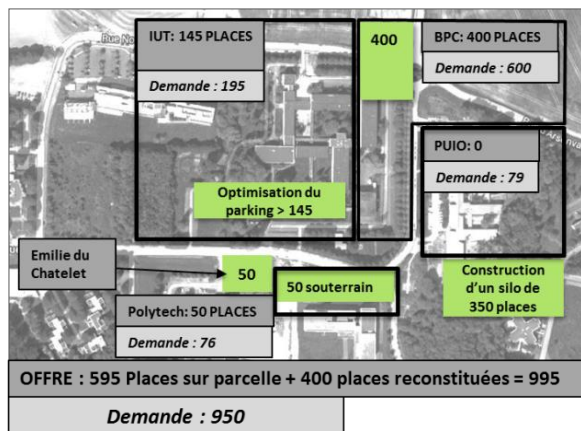 Rue No
IUT: 145 PLACES
Demande : 195
400
BPC: 400 PLACES
Demande : 600
PUIO: 0
Demande : 79
Optimisation du
parking > 145
Emilie du
Chatelet
50
50 souterrain
Construction
d'un silo de
350 places
Polytech: 50 PLACES
Demande : 76
OFFRE : 595 Places sur parcelle + 400 places reconstituées = 995
Demande : 950